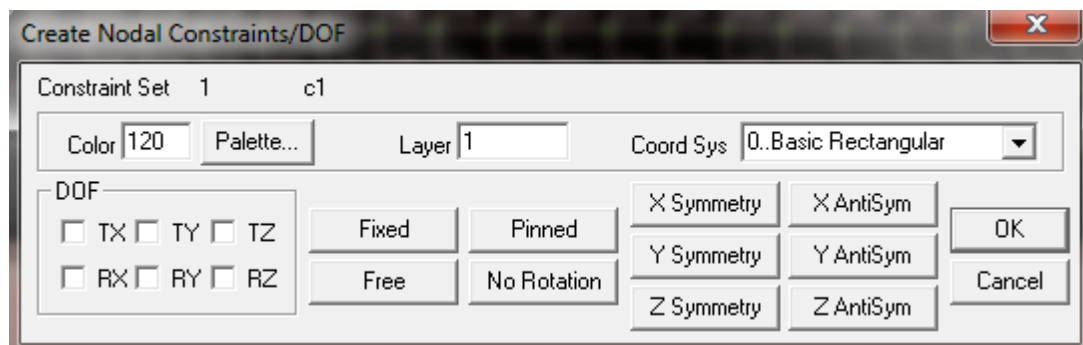 Create Nodal Constraints/DOF
Constraint Set 1 c1
Color 120 Palette... Layer 1 Coord Sys 0..Basic Rectangular
DOF
TX TY TZ
RX RY RZ
Fixed Pinned
Free No Rotation
X Symmetry X AntiSym
Y Symmetry Y AntiSym
Z Symmetry Z AntiSym
OK
Cancel